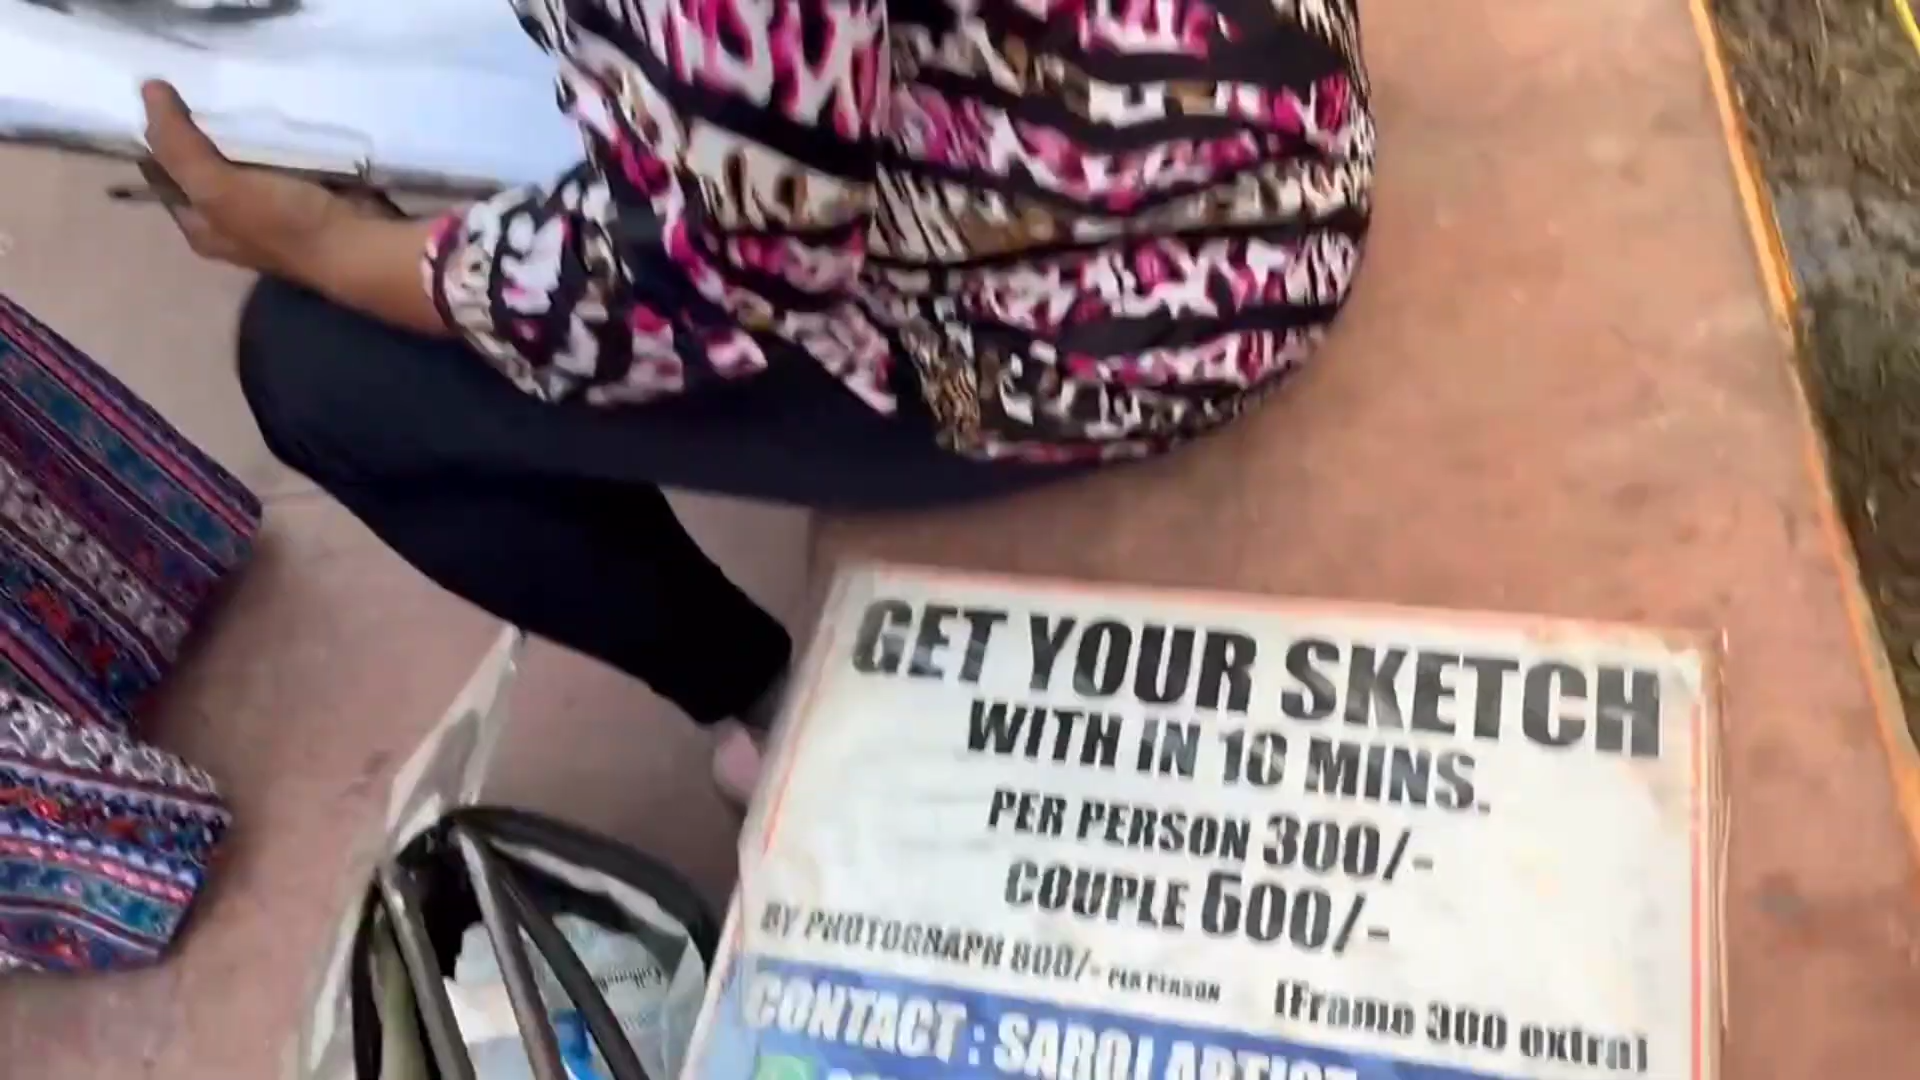 GET YOUR SKETCH
WITH IN 10 MINS.
PER PERSON 300/-
COUPLE 600/-
BY PHOTOGRAPH 800/- PER PERSON (Frame 300 extra)
CONTACT : ARTIST